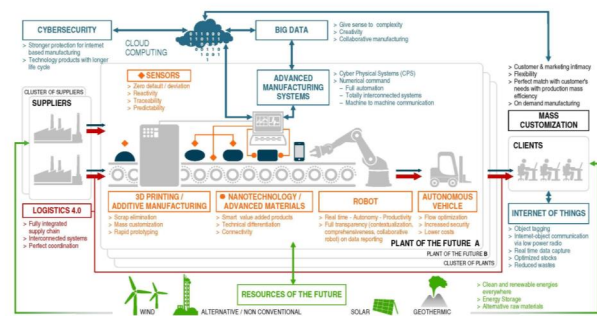 CYBERSECURITY
> Stronger protection for internet
based manufacturing
> Technology products with longer
life cycle
CLOUD
COMPUTING
BIG DATA
> Give sense to complexity
> Creativity
> Collaborative manufacturing
SENSORS
> Zero default / deviation
> Reactivity
> Traceability
> Predictability
ADVANCED
MANUFACTURING
SYSTEMS
> Cyber Physical Systems (CPS)
> Numerical command
– Full automation
– Totally interconnected systems
– Machine to machine communication
> Customer & marketing intimacy
> Flexibility
> Perfect match with customer's
needs with production mass
efficiency
> On demand manufacturing
MASS
CUSTOMIZATION
CLUSTER OF SUPPLIERS
SUPPLIERS
CLIENTS
LOGISTICS 4.0
> Fully integrated
supply chain
> Interconnected systems
> Perfect coordination
3D PRINTING /
ADDITIVE MANUFACTURING
> Scrap elimination
> Mass customization
> Rapid prototyping
NANOTECHNOLOGY /
ADVANCED MATERIALS
> Smart value added products
> Technical differentiation
> Connectivity
ROBOT
> Real time - Autonomy - Productivity
> Full transparency (contextualization,
comprehensiveness, collaborative
robot) on data reporting
AUTONOMOUS
VEHICLE
> Flow optimization
> Increased security
> Lower costs
PLANT OF THE FUTURE A
PLANT OF THE FUTURE B
CLUSTER OF PLANTS
INTERNET OF THINGS
> Object tagging
> Internet-object communication
via low power radio
> Real time data capture
> Optimized stocks
> Reduced wastes
RESOURCES OF THE FUTURE
> Clean and renewable energies
everywhere
> Energy Storage
> Alternative raw materials
WIND
ALTERNATIVE / NON CONVENTIONAL
SOLAR
GEOTHERMIC